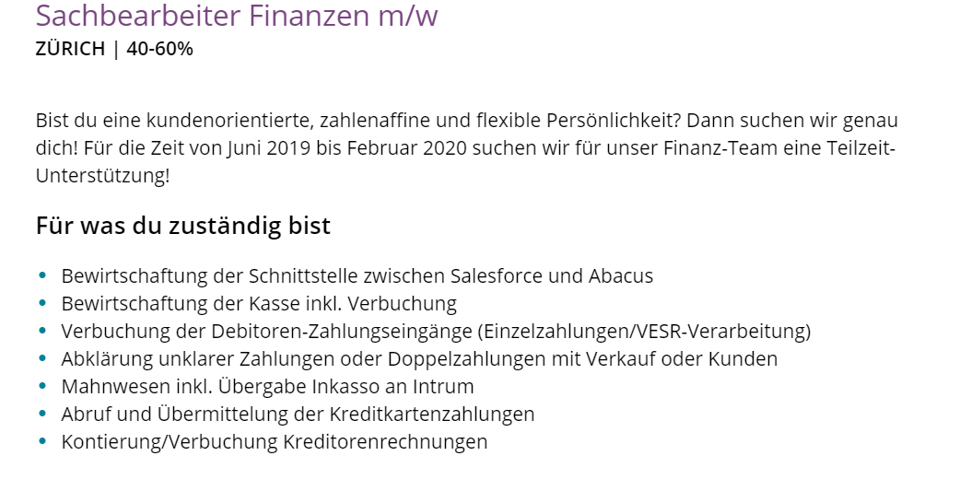 Sachbearbeiter Finanzen m/w
ZÜRICH | 40-60%
Bist du eine kundenorientierte, zahlenaffine und flexible Persönlichkeit? Dann suchen wir genau
dich! Für die Zeit von Juni 2019 bis Februar 2020 suchen wir für unser Finanz-Team eine Teilzeit-
Unterstützung!
Für was du zuständig bist
• Bewirtschaftung der Schnittstelle zwischen Salesforce und Abacus
• Bewirtschaftung der Kasse inkl. Verbuchung
• Verbuchung der Debitoren-Zahlungseingänge (Einzelzahlungen/VESR-Verarbeitung)
• Abklärung unklarer Zahlungen oder Doppelzahlungen mit Verkauf oder Kunden
• Mahnwesen inkl. Übergabe Inkasso an Intrum
• Abruf und Übermittelung der Kreditkartenzahlungen
• Kontierung/Verbuchung Kreditorenrechnungen